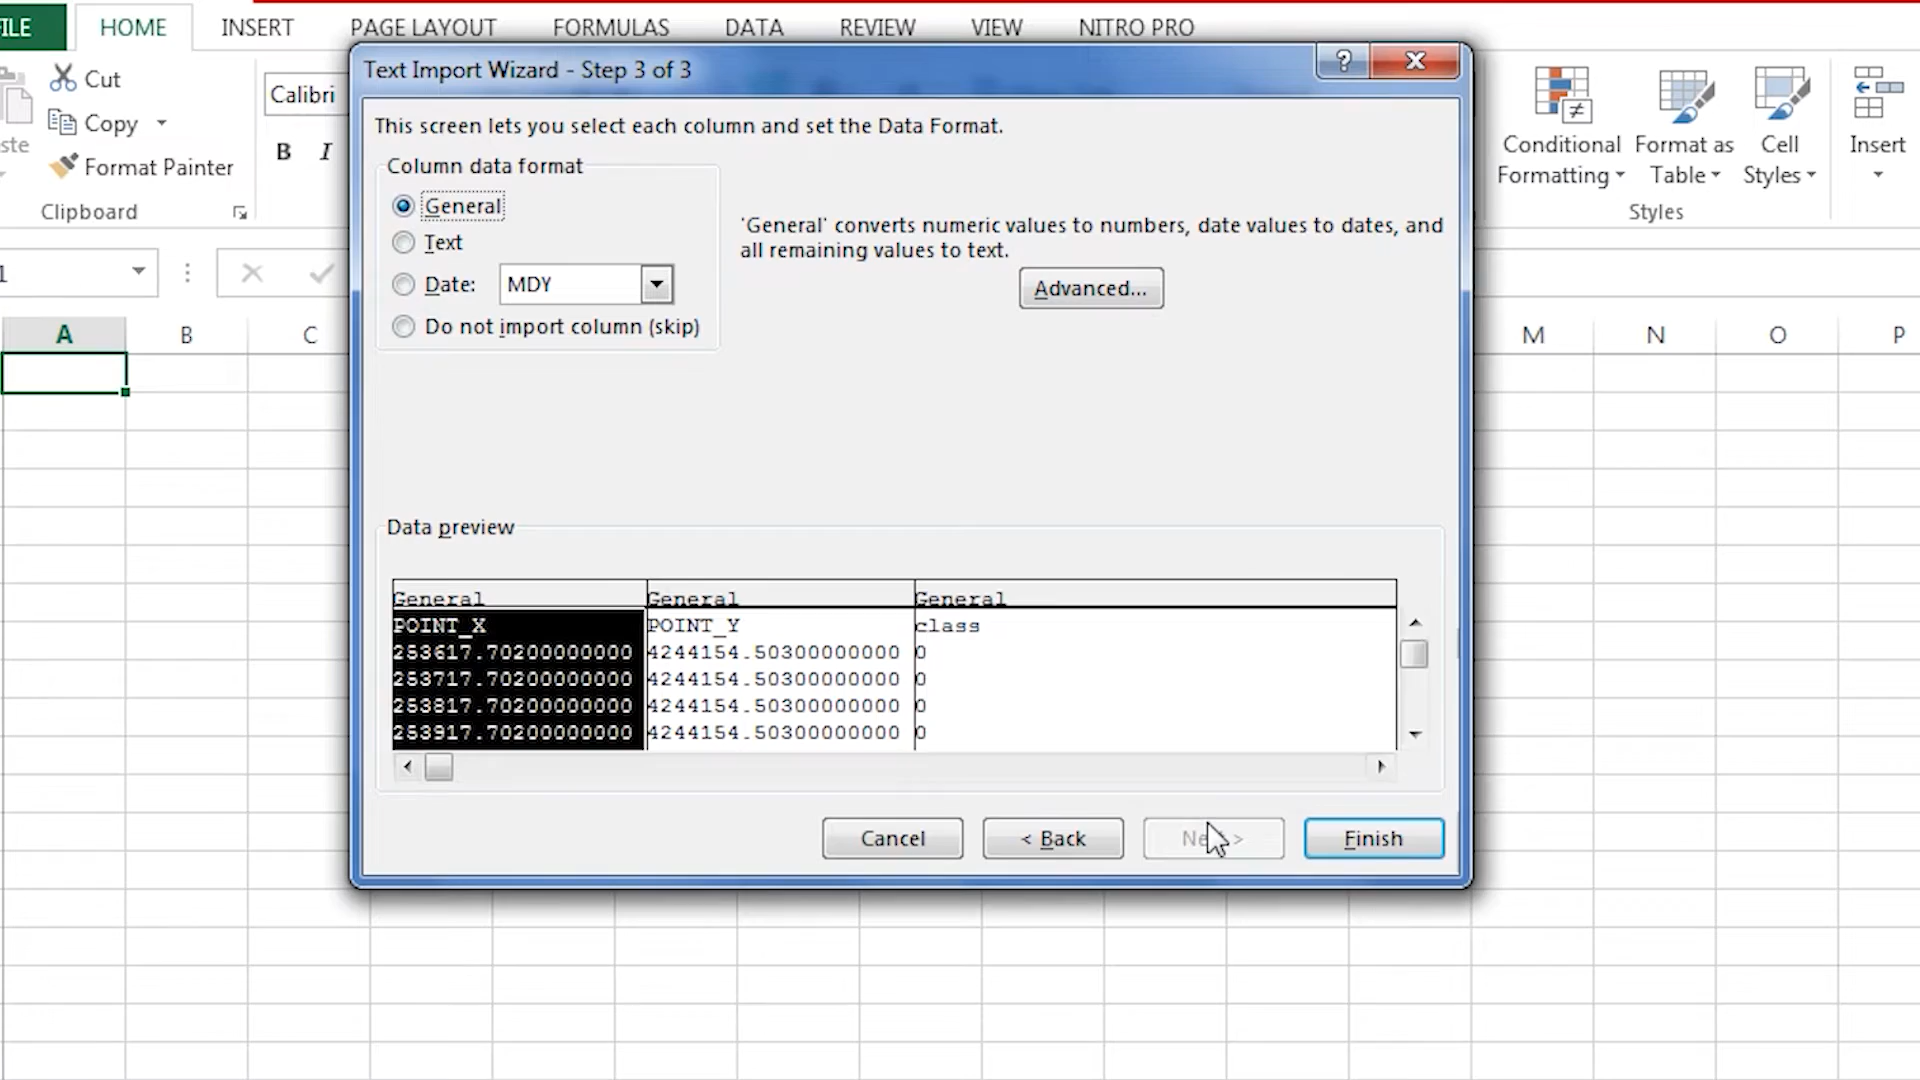 FILE HOME INSERT PAGE LAYOUT FORMULAS DATA REVIEW VIEW NITRO PRO
Text Import Wizard - Step 3 of 3
?
Cut
Copy
Format Painter
Clipboard
Calibri
B I
This screen lets you select each column and set the Data Format.
Column data format
General
Text
Date: MDY
Do not import column (skip)
'General' converts numeric values to numbers, date values to dates, and
all remaining values to text.
Advanced...
Conditional
Formatting
Format as
Table
Cell
Styles
Insert
Styles
A B C M N O P
Data preview
General General General
POINT_X POINT_Y class
253617.70200000000 4244154.50300000000 0
253717.70200000000 4244154.50300000000 0
253817.70200000000 4244154.50300000000 0
253917.70200000000 4244154.50300000000 0
Cancel < Back Finish